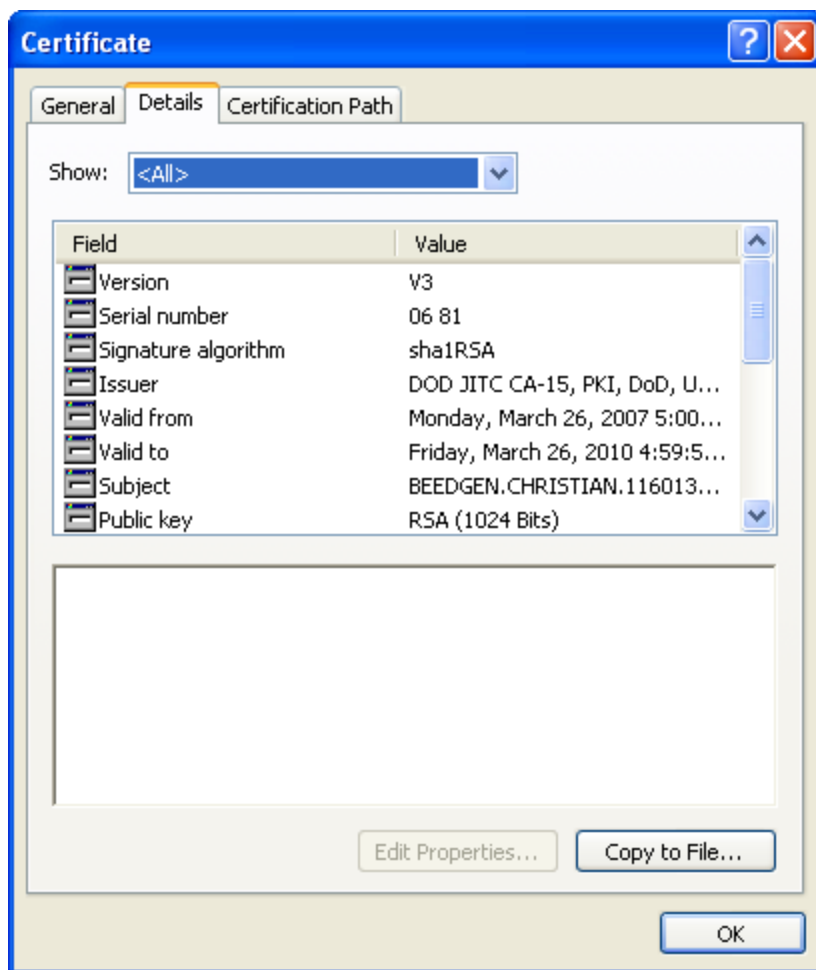 Certificate
General Details Certification Path
Show: <All>
Field Value
Version V3
Serial number 06 81
Signature algorithm sha1RSA
Issuer DOD JITC CA-15, PKI, DoD, U...
Valid from Monday, March 26, 2007 5:00...
Valid to Friday, March 26, 2010 4:59:5...
Subject BEEDGEN.CHRISTIAN.116013...
Public key RSA (1024 Bits)
Edit Properties... Copy to File...
OK